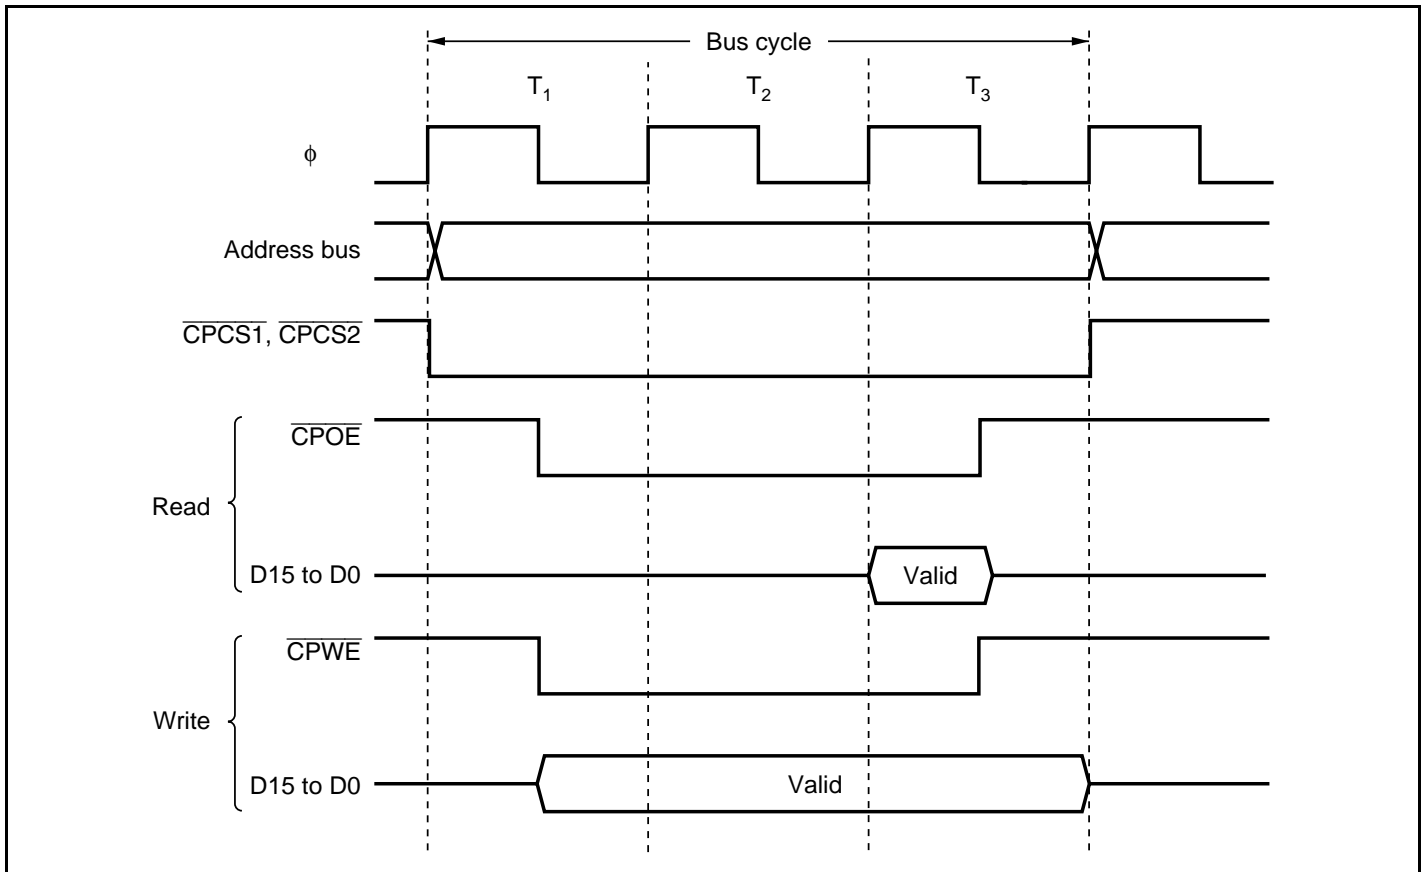 Bus cycle
T1 T2 T3
φ
Address bus
CPCS1, CPCS2
CPOE
Read
D15 to D0 Valid
CPWE
Write
D15 to D0 Valid